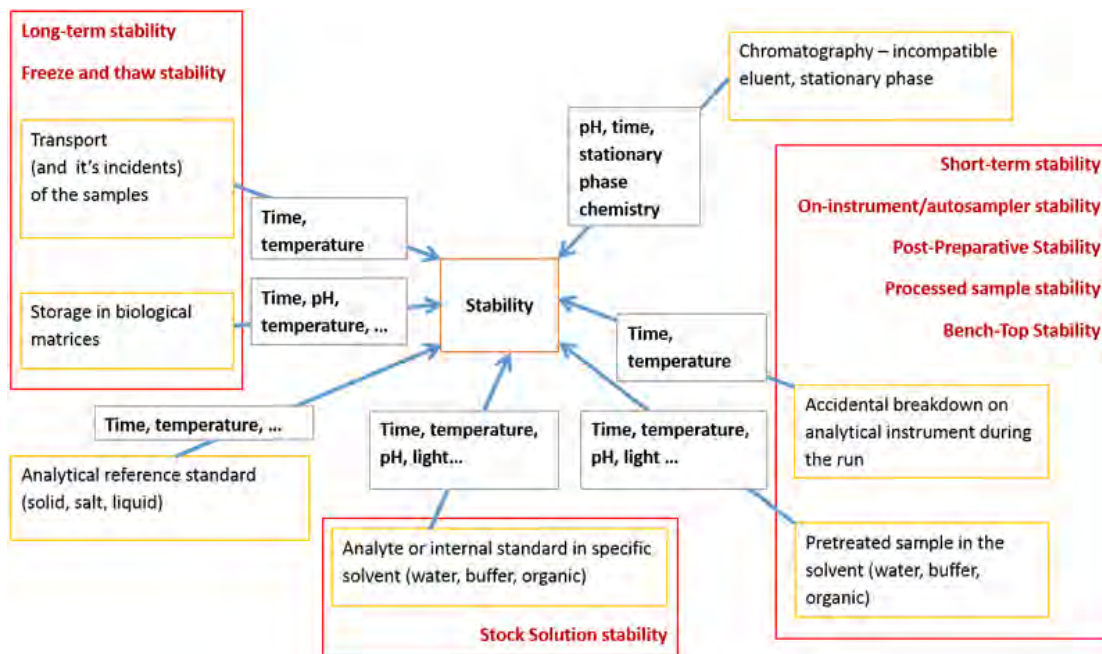 Long-term stability
Freeze and thaw stability
Transport
(and it's incidents)
of the samples
Time,
temperature
Storage in biological
matrices
Time, pH,
temperature, ...
Time, temperature, ...
Analytical reference standard
(solid, salt, liquid)
Stability
Chromatography – incompatible
eluent, stationary phase
pH, time,
stationary
phase
chemistry
Short-term stability
On-instrument/autosampler stability
Post-Preparative Stability
Processed sample stability
Bench-Top Stability
Time,
temperature
Accidental breakdown on
analytical instrument during
the run
Time, temperature,
pH, light...
Time, temperature,
pH, light ...
Analyte or internal standard in specific
solvent (water, buffer, organic)
Stock Solution stability
Pretreated sample in the
solvent (water, buffer,
organic)